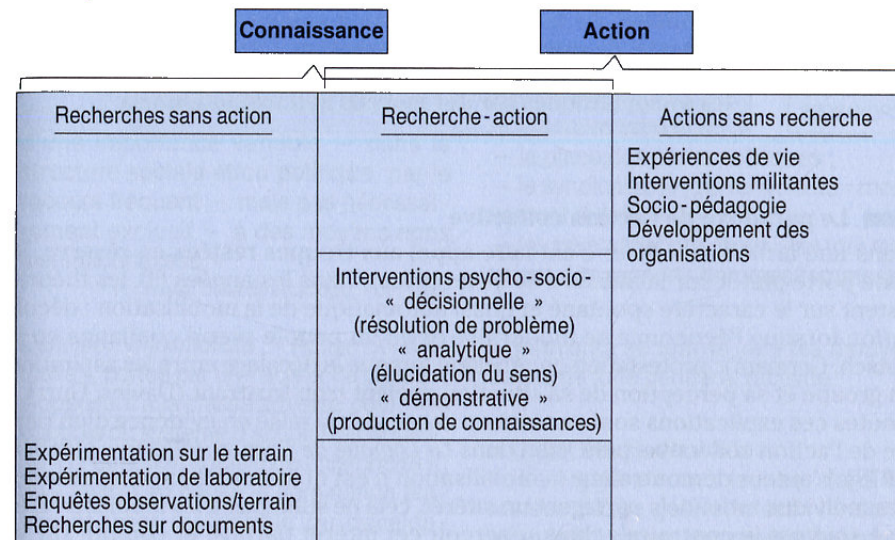 Connaissance
Action
Recherches sans action
Recherche-action
Actions sans recherche
Expériences de vie
Interventions militantes
Socio-pédagogie
Développement des
organisations
Interventions psycho-socio-
« décisionnelle »
(résolution de problème)
« analytique »
(élucidation du sens)
« démonstrative »
(production de connaissances)
Expérimentation sur le terrain
Expérimentation de laboratoire
Enquêtes observations/terrain
Recherches sur documents